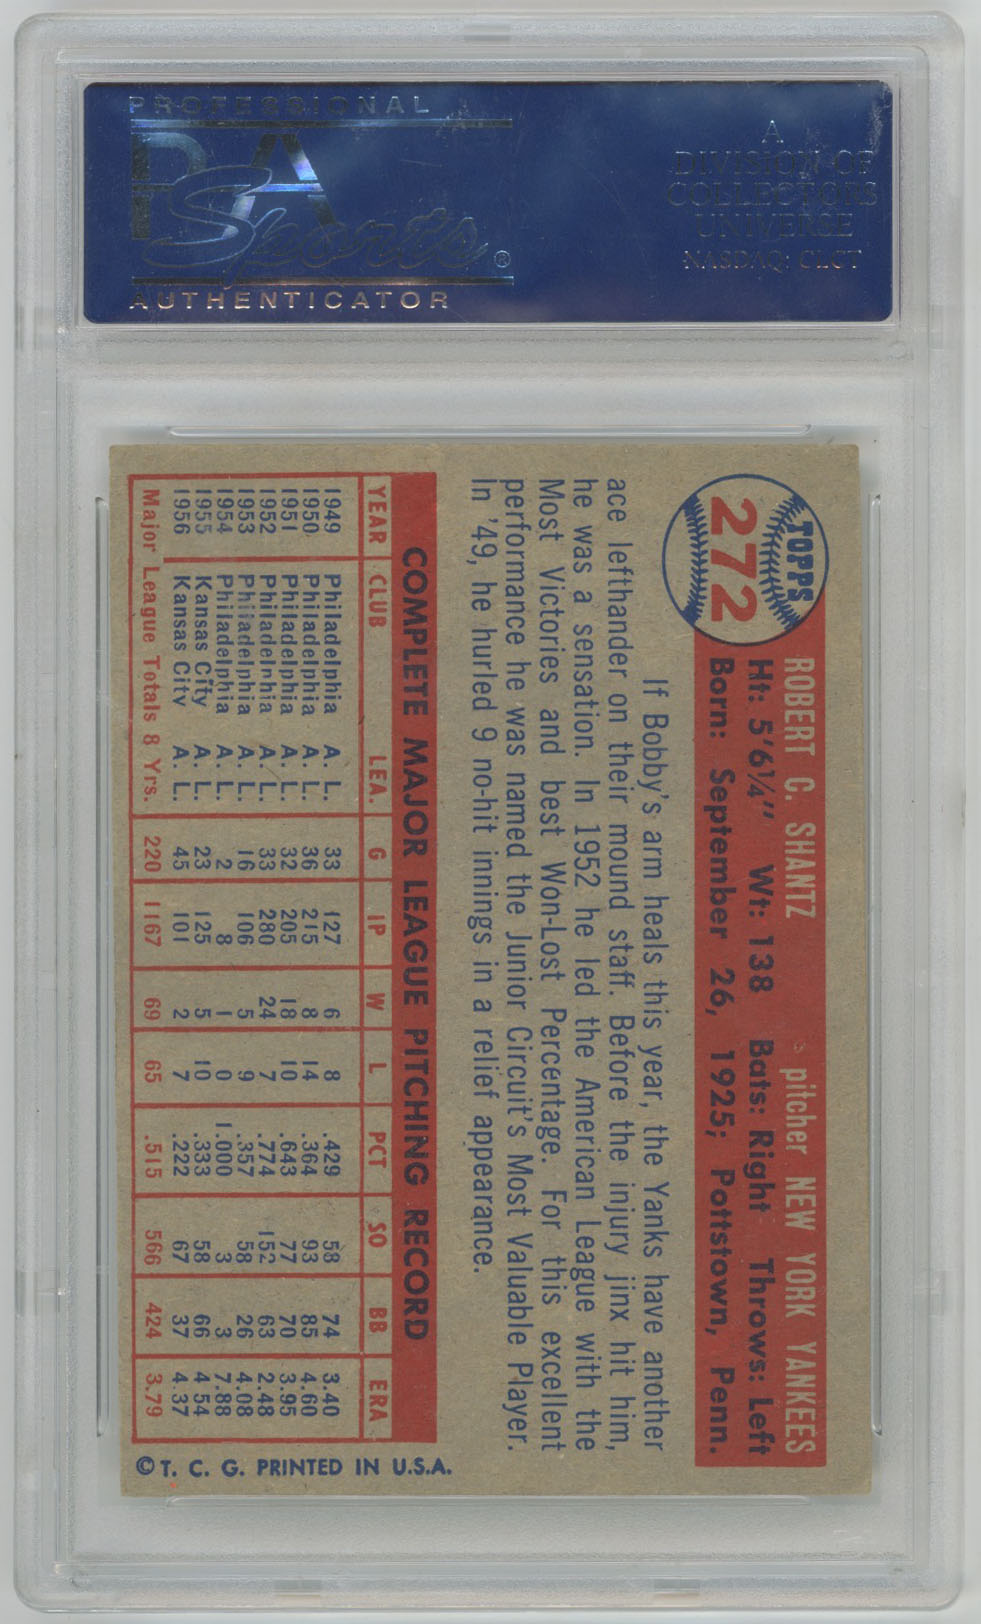 PROFESSIONAL
PSA
Sports ®
AUTHENTICATOR
A
DIVISION OF
COLLECTORS
UNIVERSE
NASDAQ: CLCT
TOPPS
272
ROBERT C. SHANTZ pitcher NEW YORK YANKEES
Ht: 5'6¼" Wt: 138 Bats: Right Throws: Left
Born: September 26, 1925; Pottstown, Penn.
If Bobby's arm heals this year, the Yanks have another
ace lefthander on their mound staff. Before the injury jinx hit him,
he was a sensation. In 1952 he led the American League with the
Most Victories and best Won-Lost Percentage. For this excellent
performance he was named the Junior Circuit's Most Valuable Player.
In '49, he hurled 9 no-hit innings in a relief appearance.
COMPLETE MAJOR LEAGUE PITCHING RECORD
YEAR CLUB LEA. G IP W L PCT SO BB ERA
1949 Philadelphia A. L. 33 127 6 8 .429 58 74 3.40
1950 Philadelphia A. L. 36 215 8 14 .364 93 85 4.60
1951 Philadelphia A. L. 32 205 18 10 .643 77 70 3.95
1952 Philadelphia A. L. 33 280 24 7 .774 152 63 2.48
1953 Philadelphia A. L. 16 106 5 9 .357 58 26 4.08
1954 Philadelphia A. L. 2 8 1 0 1.000 3 3 7.88
1955 Kansas City A. L. 23 125 5 10 .333 58 66 4.54
1956 Kansas City A. L. 45 101 2 7 .222 67 37 4.37
Major League Totals 8 Yrs. 220 1167 69 65 .515 566 424 3.79
© T. C. G. PRINTED IN U.S.A.